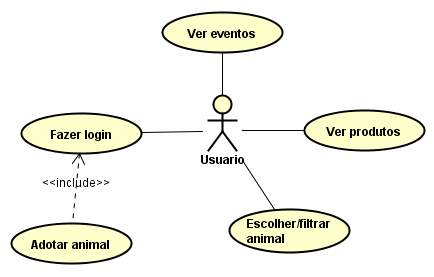 Ver eventos
Fazer login
Ver produtos
Usuario
<<include>>
Escolher/filtrar
animal
Adotar animal